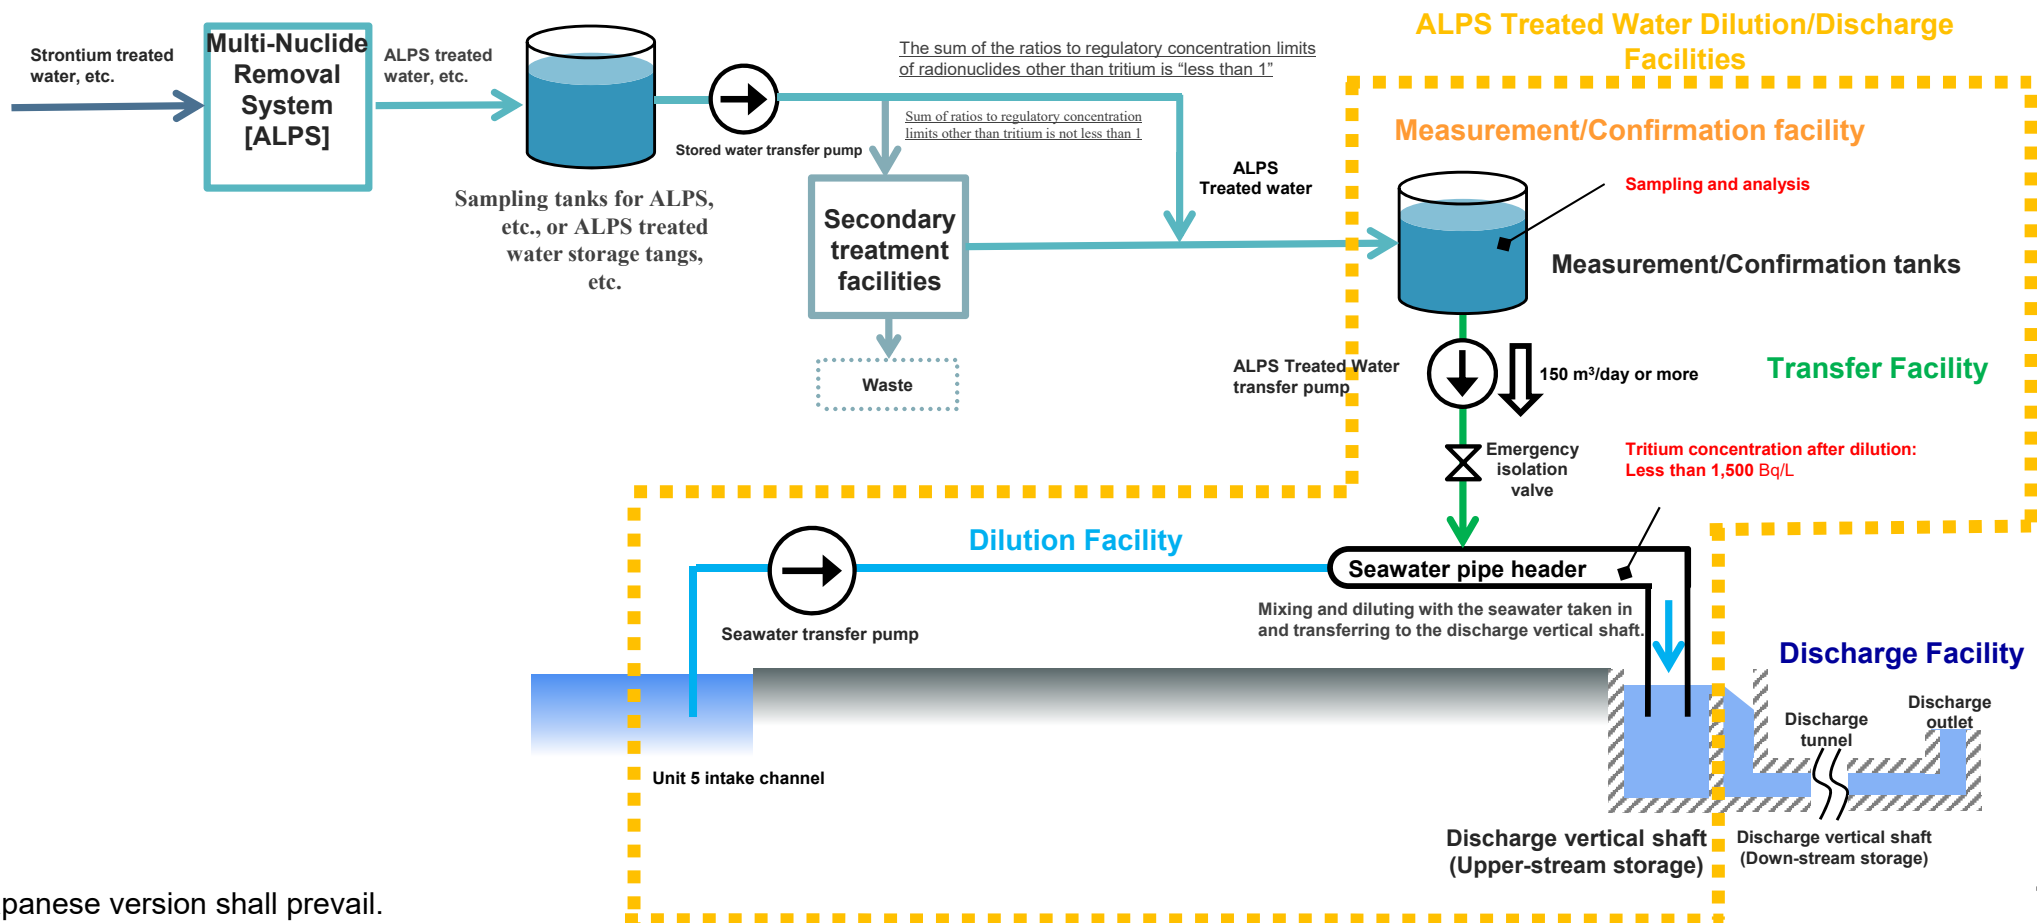 ALPS Treated Water Dilution/Discharge
Facilities
Strontium treated
water, etc.
Multi-Nuclide
Removal
System
[ALPS]
ALPS treated
water, etc.
The sum of the ratios to regulatory concentration limits
of radionuclides other than tritium is “less than 1”
Sum of ratios to regulatory concentration
limits other than tritium is not less than 1
Stored water transfer pump
Sampling tanks for ALPS,
etc., or ALPS treated
water storage tangs,
etc.
Secondary
treatment
facilities
Waste
ALPS
Treated water
Measurement/Confirmation facility
Sampling and analysis
Measurement/Confirmation tanks
ALPS Treated Water
transfer pump
150 m³/day or more
Transfer Facility
Emergency
isolation
valve
Tritium concentration after dilution:
Less than 1,500 Bq/L
Dilution Facility
Seawater pipe header
Seawater transfer pump
Mixing and diluting with the seawater taken in
and transferring to the discharge vertical shaft.
Discharge Facility
Discharge
tunnel
Discharge
outlet
Unit 5 intake channel
Discharge vertical shaft
(Upper-stream storage)
Discharge vertical shaft
(Down-stream storage)
panese version shall prevail.